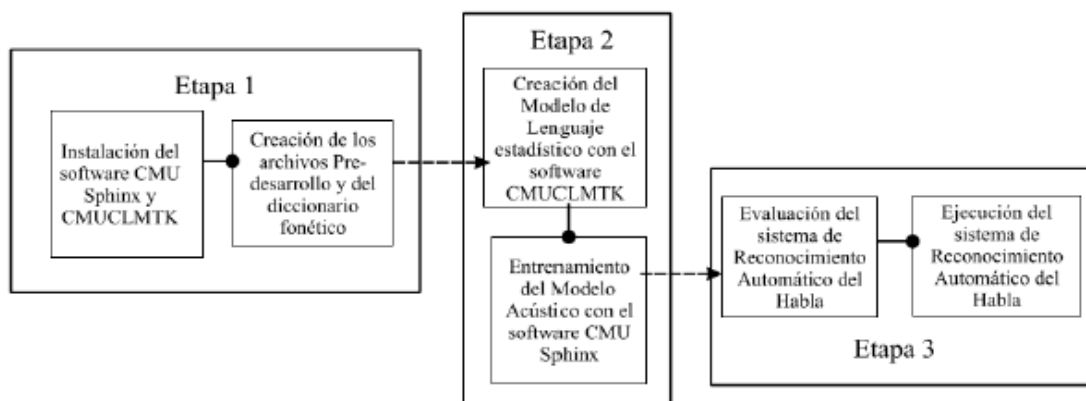 Etapa 1
Instalación del
software CMU
Sphinx y
CMUCLMTK
Creación de los
archivos Pre-
desarrollo y del
diccionario
fonético
Etapa 2
Creación del
Modelo de
Lenguaje
estadístico con el
software
CMUCLMTK
Entrenamiento
del Modelo
Acústico con el
software CMU
Sphinx
Evaluación del
sistema de
Reconocimiento
Automático del
Habla
Ejecución del
sistema de
Reconocimiento
Automático del
Habla
Etapa 3